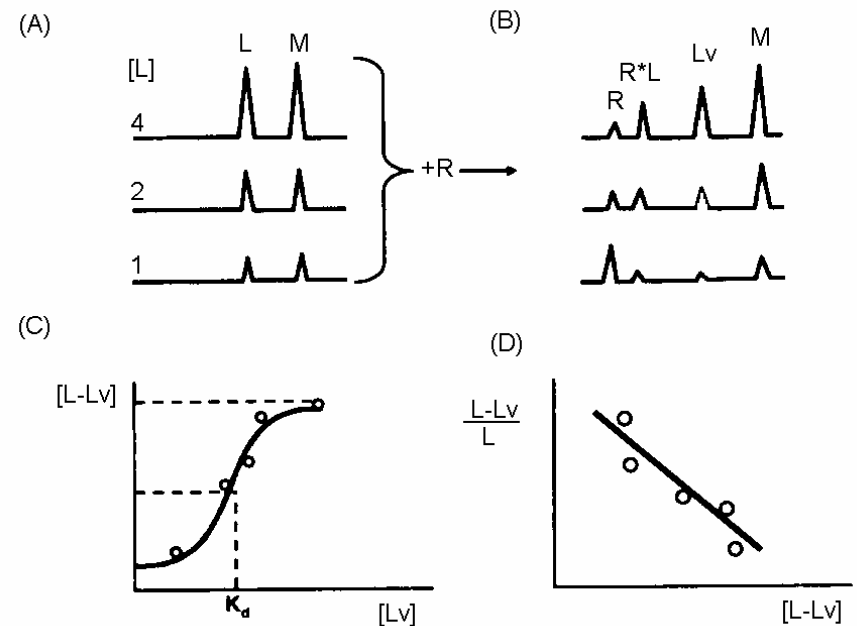 (A)
(B)
L M
[L]
R R*L Lv M
4
+R
2
1
(C)
(D)
[L-Lv]
L-Lv
L
Kd
[Lv]
[L-Lv]